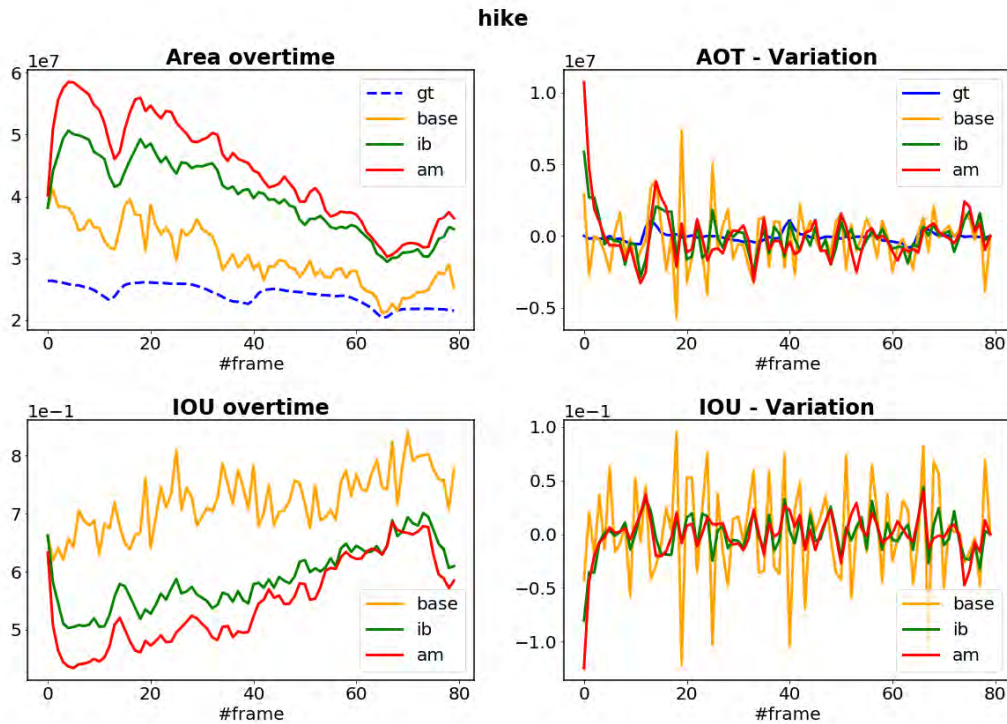 hike
Area overtime
1e7
6
5
4
3
2
0
20
40
60
80
#frame
gt
base
ib
am
AOT - Variation
1e7
1.0
0.5
0.0
−0.5
0
20
40
60
80
#frame
gt
base
ib
am
IOU overtime
1e−1
8
7
6
5
0
20
40
60
80
#frame
base
ib
am
IOU - Variation
1e−1
1.0
0.5
0.0
−0.5
−1.0
0
20
40
60
80
#frame
base
ib
am